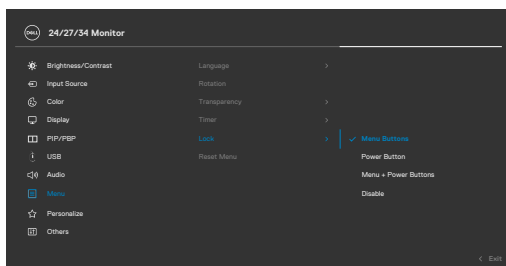 DELL 24/27/34 Monitor
Brightness/Contrast
Input Source
Color
Display
PIP/PBP
USB
Audio
Menu
Personalize
Others
Language
Rotation
Transparency
Timer
Lock
Reset Menu
Menu Buttons
Power Button
Menu + Power Buttons
Disable
Exit